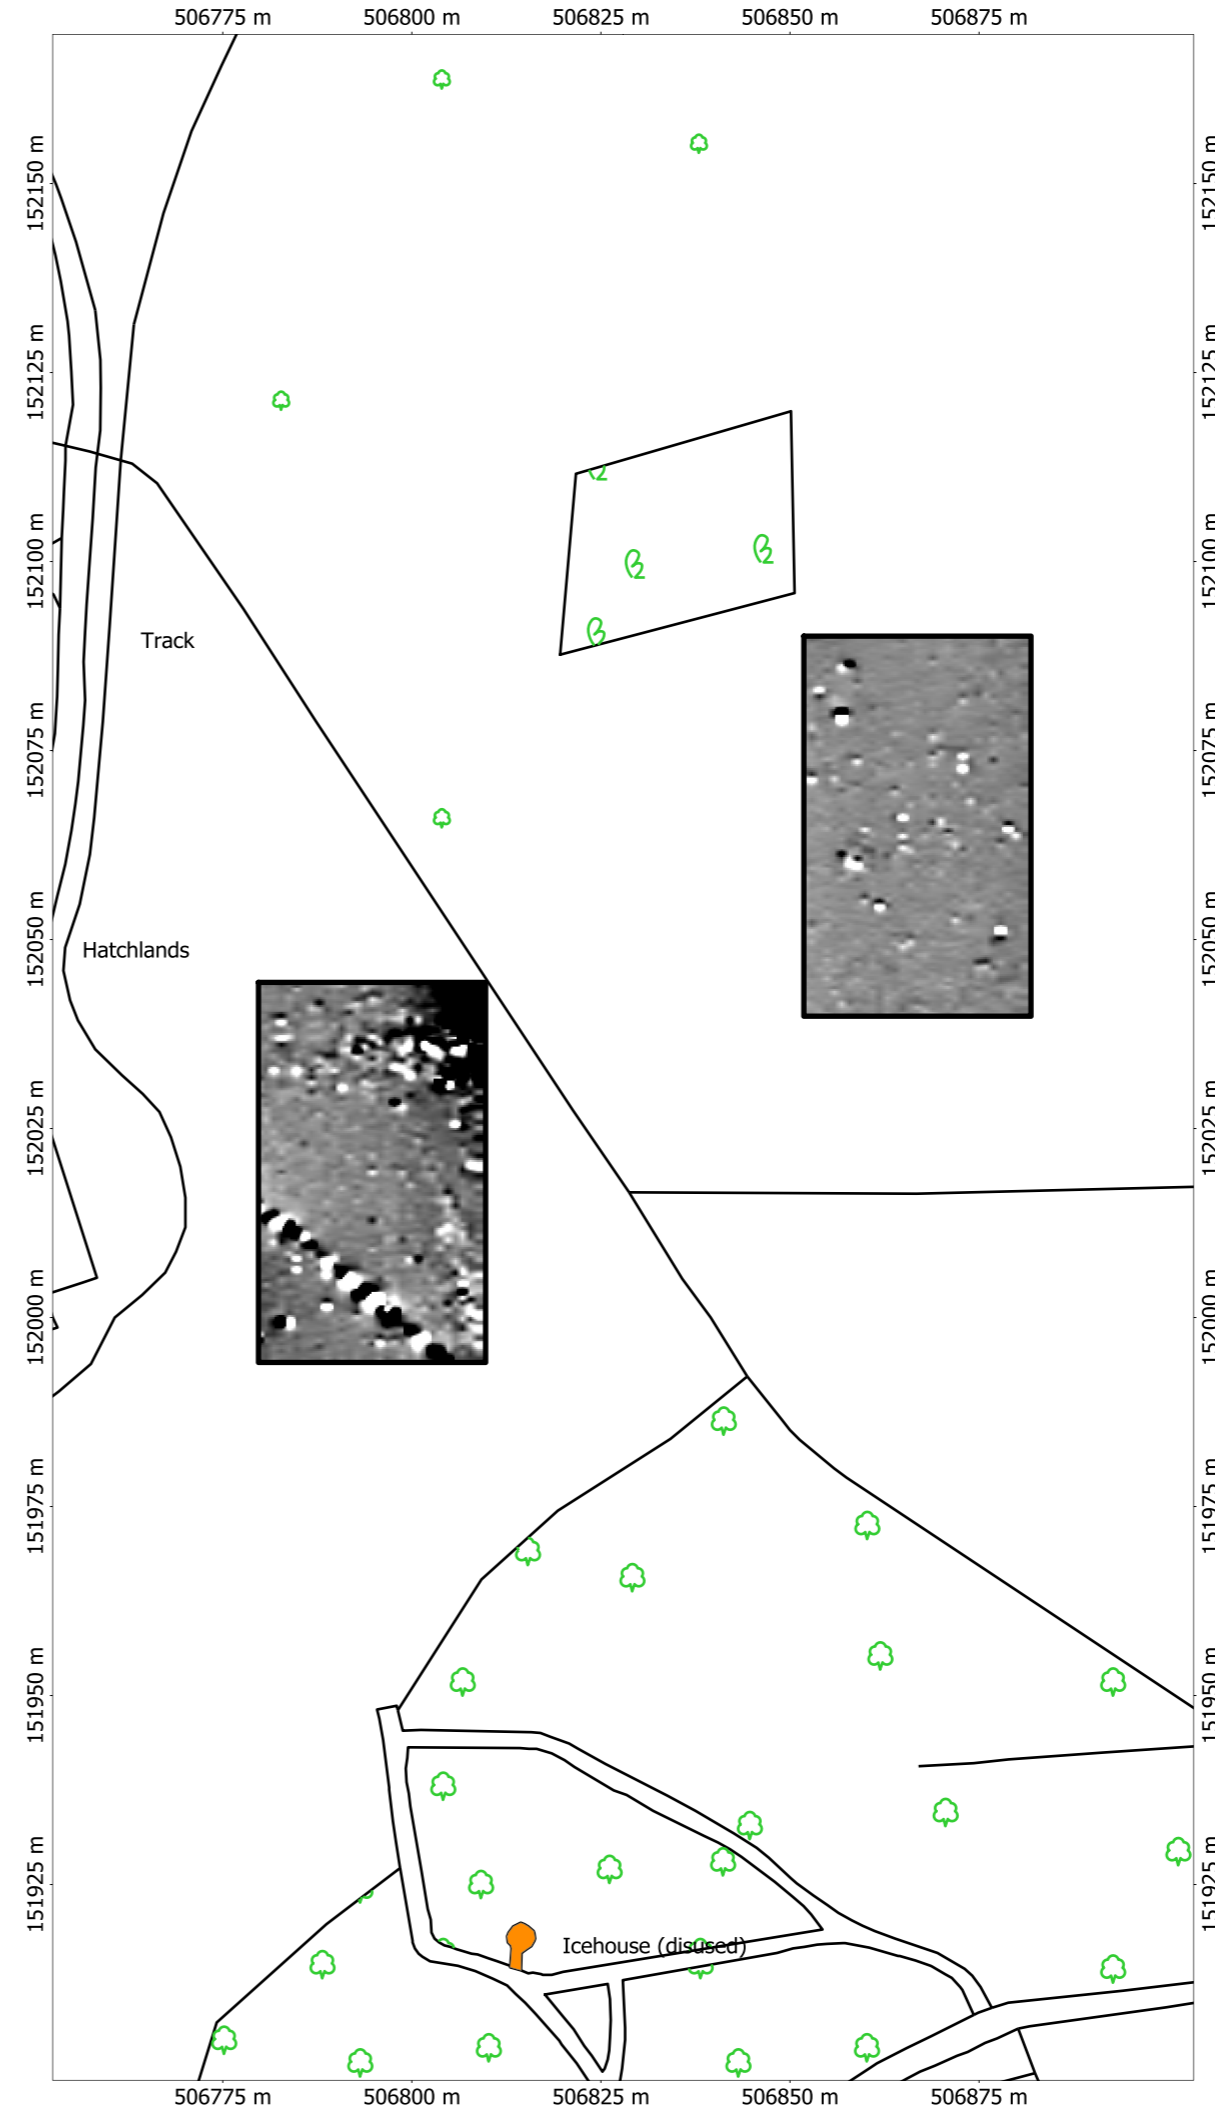 506775 m 506800 m 506825 m 506850 m 506875 m
152150 m 152150 m
152125 m 152125 m
152100 m 152100 m
Track
152075 m 152075 m
152050 m 152050 m
Hatchlands
152025 m 152025 m
152000 m 152000 m
151975 m 151975 m
151950 m 151950 m
151925 m 151925 m
Icehouse (disused)
506775 m 506800 m 506825 m 506850 m 506875 m